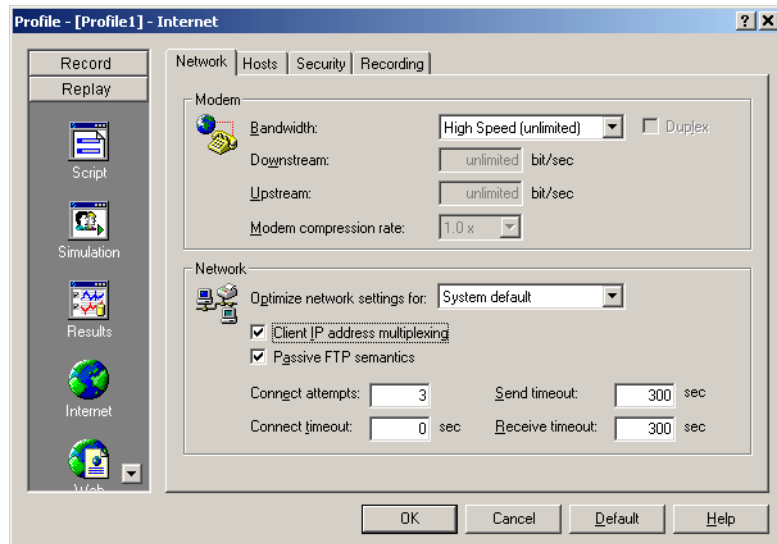 Profile - [Profile1] - Internet
Record
Replay
Script
Simulation
Results
Internet
Web
Network Hosts Security Recording
Modem
Bandwidth: High Speed (unlimited) Duplex
Downstream: unlimited bit/sec
Upstream: unlimited bit/sec
Modem compression rate: 1.0 x
Network
Optimize network settings for: System default
Client IP address multiplexing
Passive FTP semantics
Connect attempts: 3 Send timeout: 300 sec
Connect timeout: 0 sec Receive timeout: 300 sec
OK Cancel Default Help